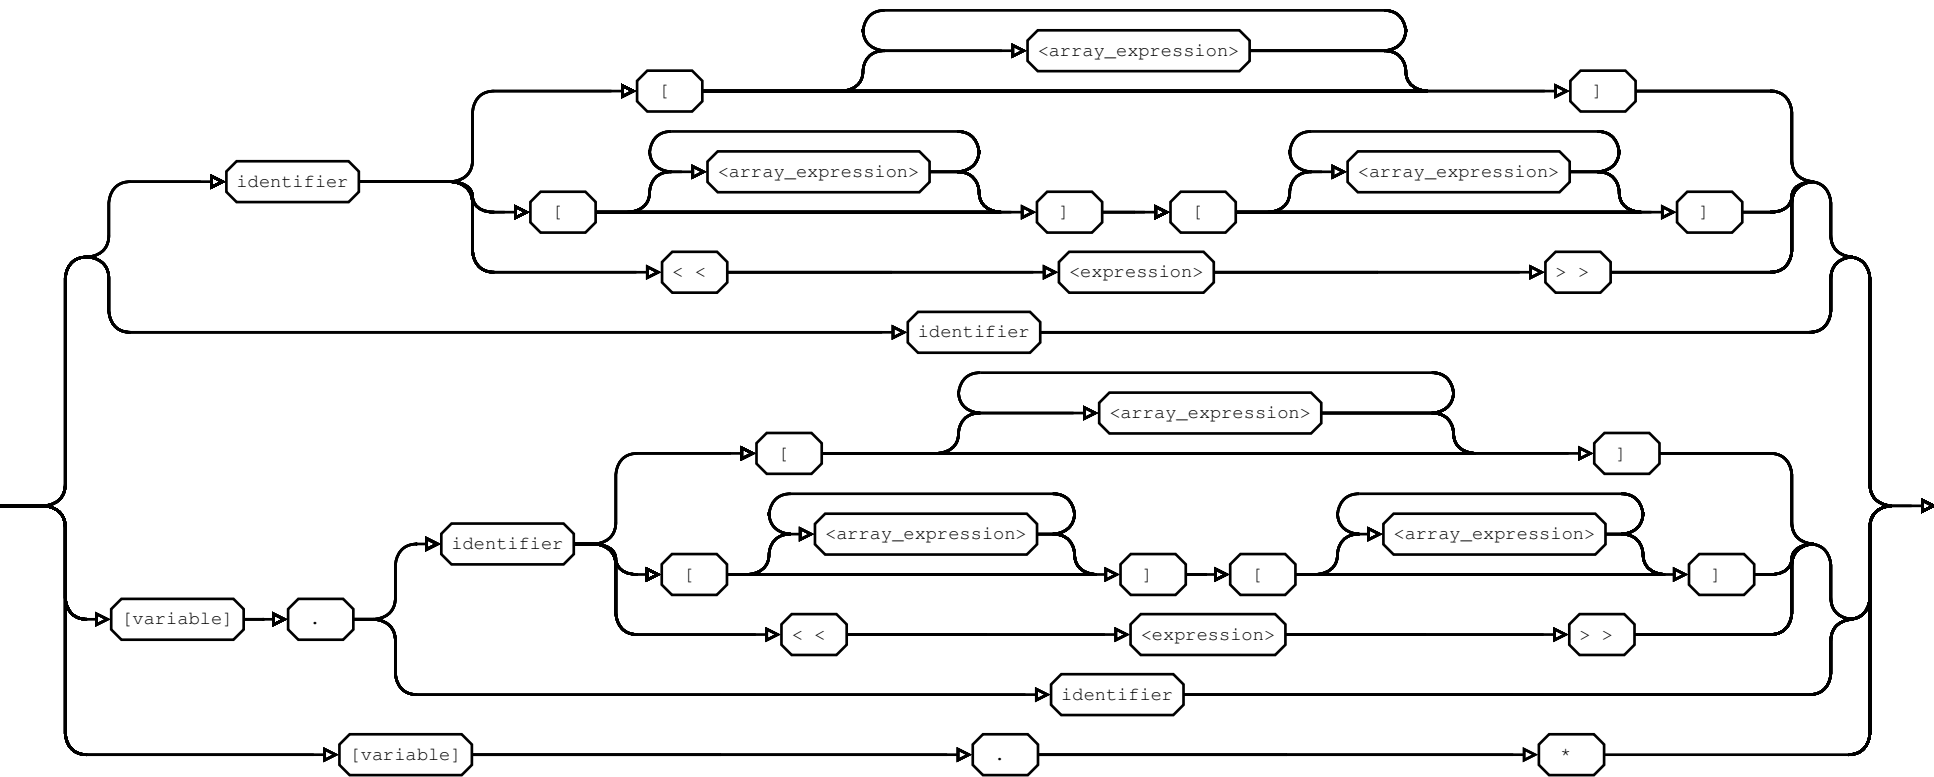 <array_expression>
[ ]
<array_expression> <array_expression>
identifier
[ ] [ ]
< < <expression> > >
identifier
<array_expression>
[ ]
<array_expression> <array_expression>
identifier
[ ] [ ]
[variable] .
< < <expression> > >
identifier
[variable] . *